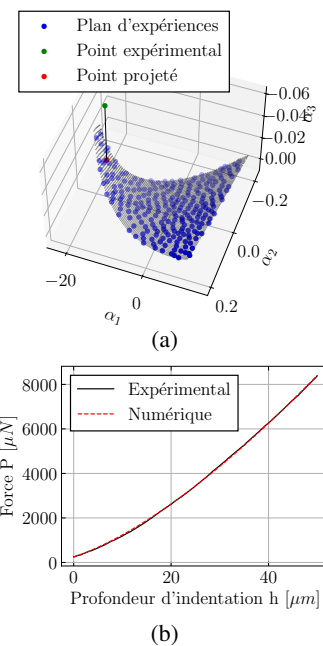 Plan d'expériences
Point expérimental
Point projeté
−0.06
−0.04
−0.02
0.00
α3
−0.2
0.0
0.2
α2
−20
0
α1
(a)
8000
6000
4000
2000
0
Force P [μN]
Expérimental
Numérique
0
20
40
Profondeur d'indentation h [μm]
(b)